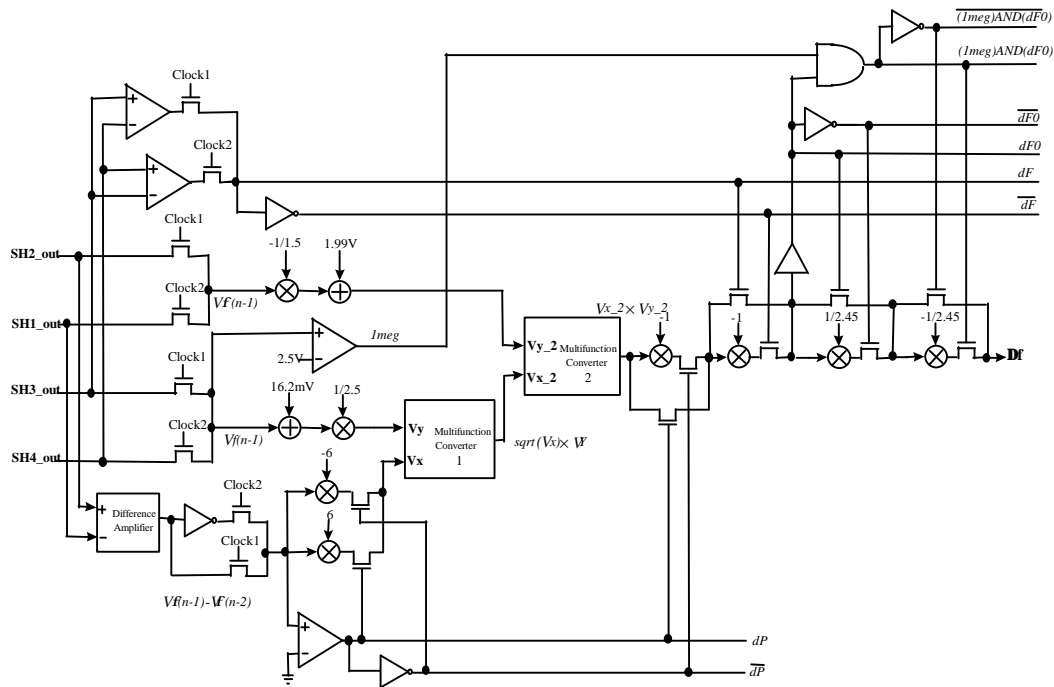 (1meg)AND(dF0)
(1meg)AND(dF0)
Clock1
+
−
dF0
Clock2
dF0
+
−
dF
dF
Clock1
-1/1.5
1.99V
SH2_out
Clock2
Vf(n-1)
Vx_2 × Vy_2
SH1_out
-1
-1
1/2.45
-1/2.45
1meg
+
2.5V
−
Clock1
Vy_2
Multifunction
Converter
2
Vx_2
Df
SH3_out
16.2mV
1/2.5
Clock2
Vf(n-1)
Vy
Multifunction
Converter
1
Vx
sqrt(Vx) × Vy
SH4_out
-6
Clock2
+
Difference
Amplifier
−
6
Clock1
Vf(n-1)-Vf(n-2)
+
−
dP
dP